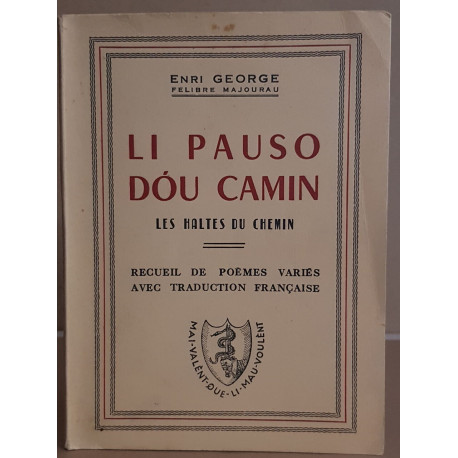 ENRI GEORGE
FELIBRE MAJOURAU
LI PAUSO
DÓU CAMIN
LES HALTES DU CHEMIN
RECUEIL DE POÈMES VARIÉS
AVEC TRADUCTION FRANÇAISE
MAI-VALÈNT-QUE-LI-MAU-VOULÈNT